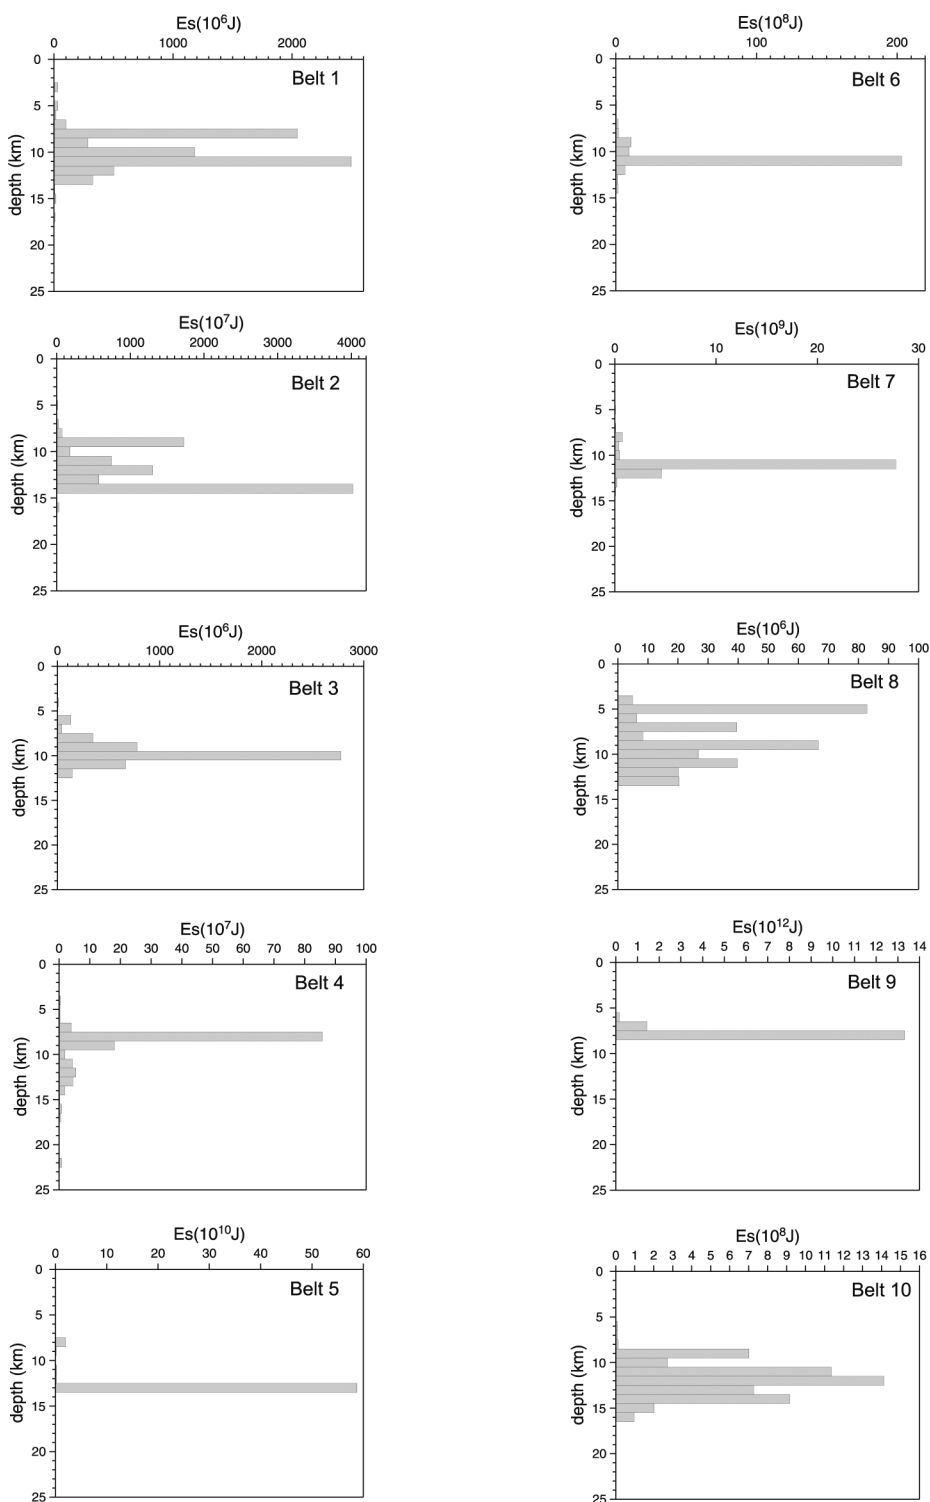 Es(10⁶J)
0 1000 2000
Belt 1
depth (km)
0
5
10
15
20
25
Es(10⁸J)
0 100 200
Belt 6
depth (km)
0
5
10
15
20
25
Es(10⁷J)
0 1000 2000 3000 4000
Belt 2
depth (km)
0
5
10
15
20
25
Es(10⁹J)
0 10 20 30
Belt 7
depth (km)
0
5
10
15
20
25
Es(10⁶J)
0 1000 2000 3000
Belt 3
depth (km)
0
5
10
15
20
25
Es(10⁶J)
0 10 20 30 40 50 60 70 80 90 100
Belt 8
depth (km)
0
5
10
15
20
25
Es(10⁷J)
0 10 20 30 40 50 60 70 80 90 100
Belt 4
depth (km)
0
5
10
15
20
25
Es(10¹²J)
0 1 2 3 4 5 6 7 8 9 10 11 12 13 14
Belt 9
depth (km)
0
5
10
15
20
25
Es(10¹⁰J)
0 10 20 30 40 50 60
Belt 5
depth (km)
0
5
10
15
20
25
Es(10⁸J)
0 1 2 3 4 5 6 7 8 9 10 11 12 13 14 15 16
Belt 10
depth (km)
0
5
10
15
20
25